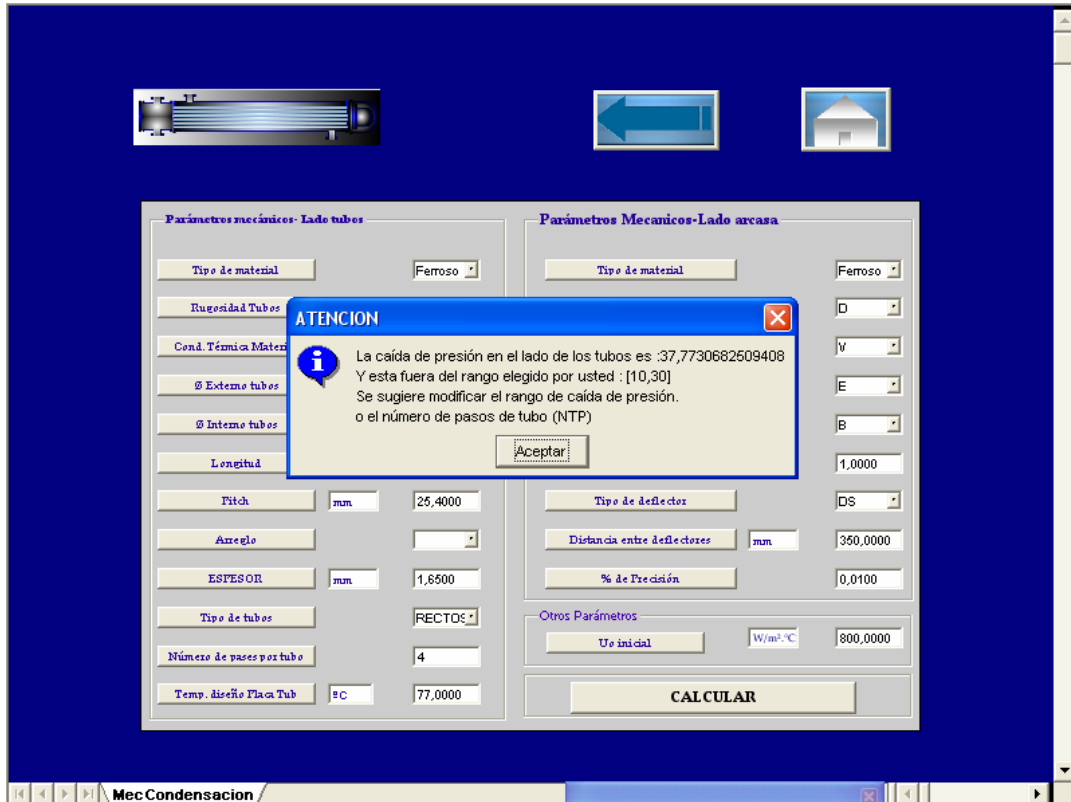 Parámetros mecánicos- Lado tubos
Tipo de material
Ferroso
Rugosidad Tubos
Cond. Térmica Materi
Ø Externo tubos
Ø Interno tubos
Longitud
Pitch
mm
25,4000
Arreglo
ESPESOR
mm
1,6500
Tipo de tubos
RECTOS
Número de pases por tubo
4
Temp. diseño Placa Tub
ºC
77,0000
Parámetros Mecanicos-Lado arcasa
Tipo de material
Ferroso
D
V
E
B
1,0000
Tipo de deflector
DS
Distancia entre deflectores
mm
350,0000
% de Precisión
0,0100
Otros Parámetros
Uo inicial
W/m².ºC
800,0000
CALCULAR
ATENCION
La caída de presión en el lado de los tubos es :37,7730682509408
Y esta fuera del rango elegido por usted : [10,30]
Se sugiere modificar el rango de caída de presión.
o el número de pasos de tubo (NTP)
Aceptar
Mec Condensacion